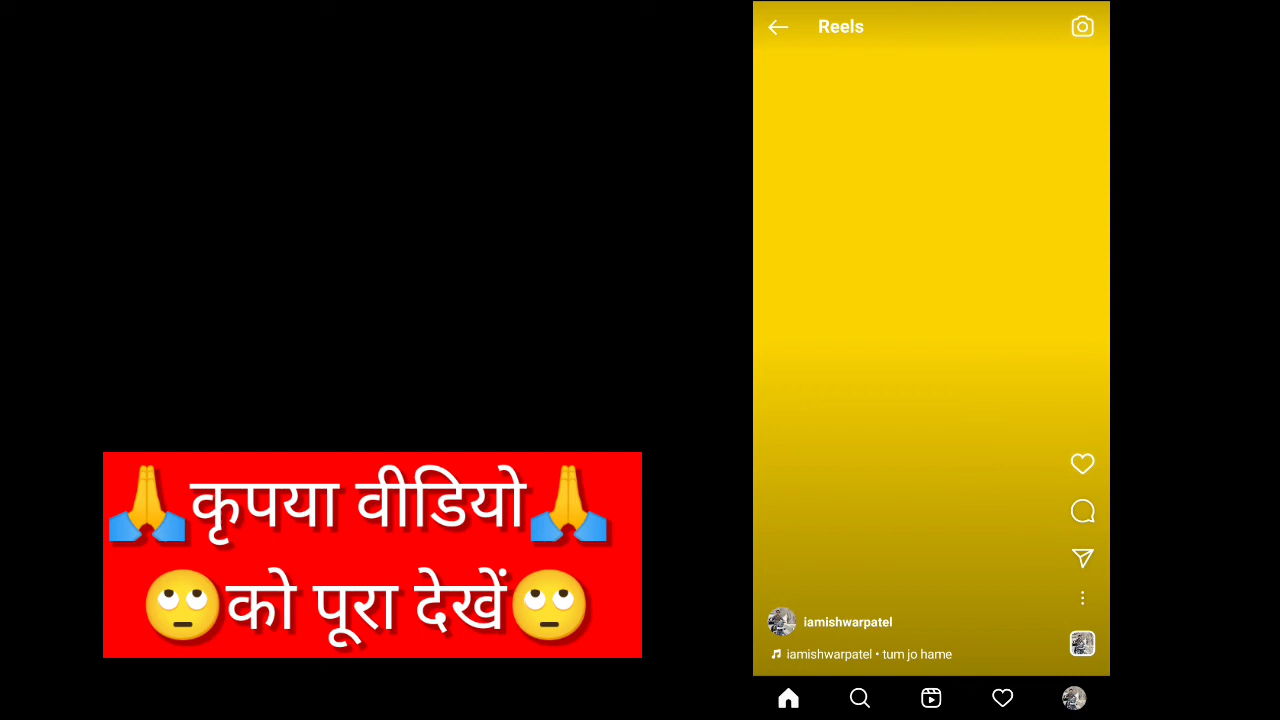 Reels
🙏कृपया वीडियो🙏
🙄को पूरा देखें🙄
iamishwarpatel
iamishwarpatel • tum jo hame